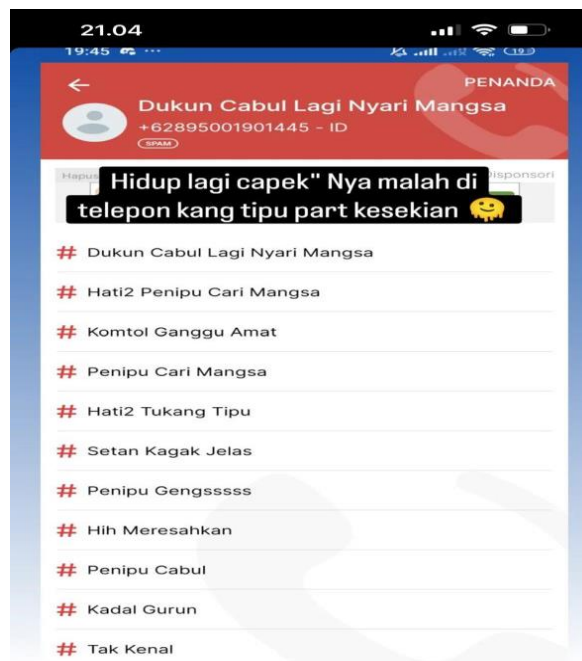 21.04
19:45
PENANDA
Dukun Cabul Lagi Nyari Mangsa
+62895001901445 - ID
SPAM
Hapus
Disponsori
Hidup lagi capek" Nya malah di
telepon kang tipu part kesekian
# Dukun Cabul Lagi Nyari Mangsa
# Hati2 Penipu Cari Mangsa
# Komtol Ganggu Amat
# Penipu Cari Mangsa
# Hati2 Tukang Tipu
# Setan Kagak Jelas
# Penipu Gengsssss
# Hih Meresahkan
# Penipu Cabul
# Kadal Gurun
# Tak Kenal